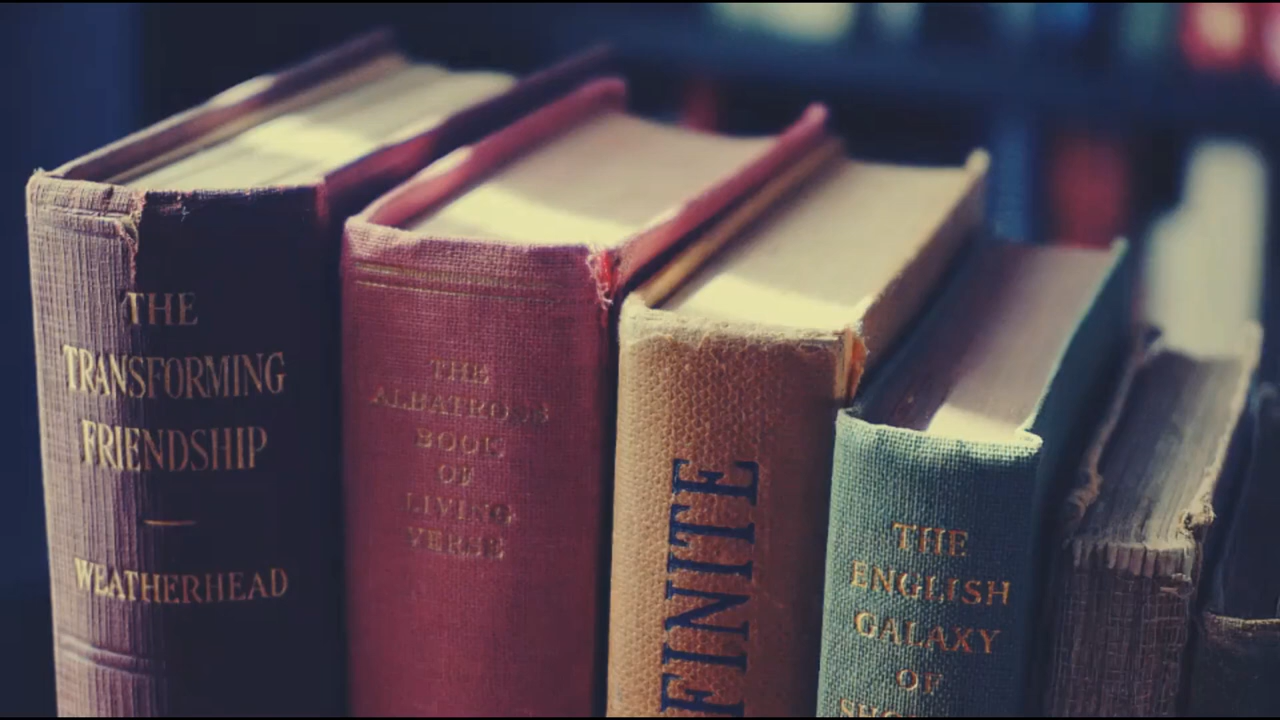 THE
TRANSFORMING
FRIENDSHIP
WEATHERHEAD
THE
ALBATROSS
BOOK
OF
LIVING
VERSE
FINITE
THE
ENGLISH
GALAXY
OF